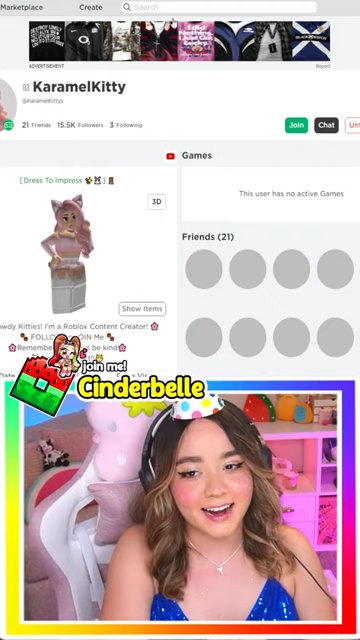 Marketplace
Create
Search
ADVERTISEMENT
Report
KaramelKitty
@KaramelKittys
21 Friends 15.5K Followers 3 Following
Join
Chat
Games
[Dress To Impress
3D
This user has no active Games
Friends (21)
Show Items
owdy Kitties! I'm a Roblox Content Creator!
join me!
Cinderbelle